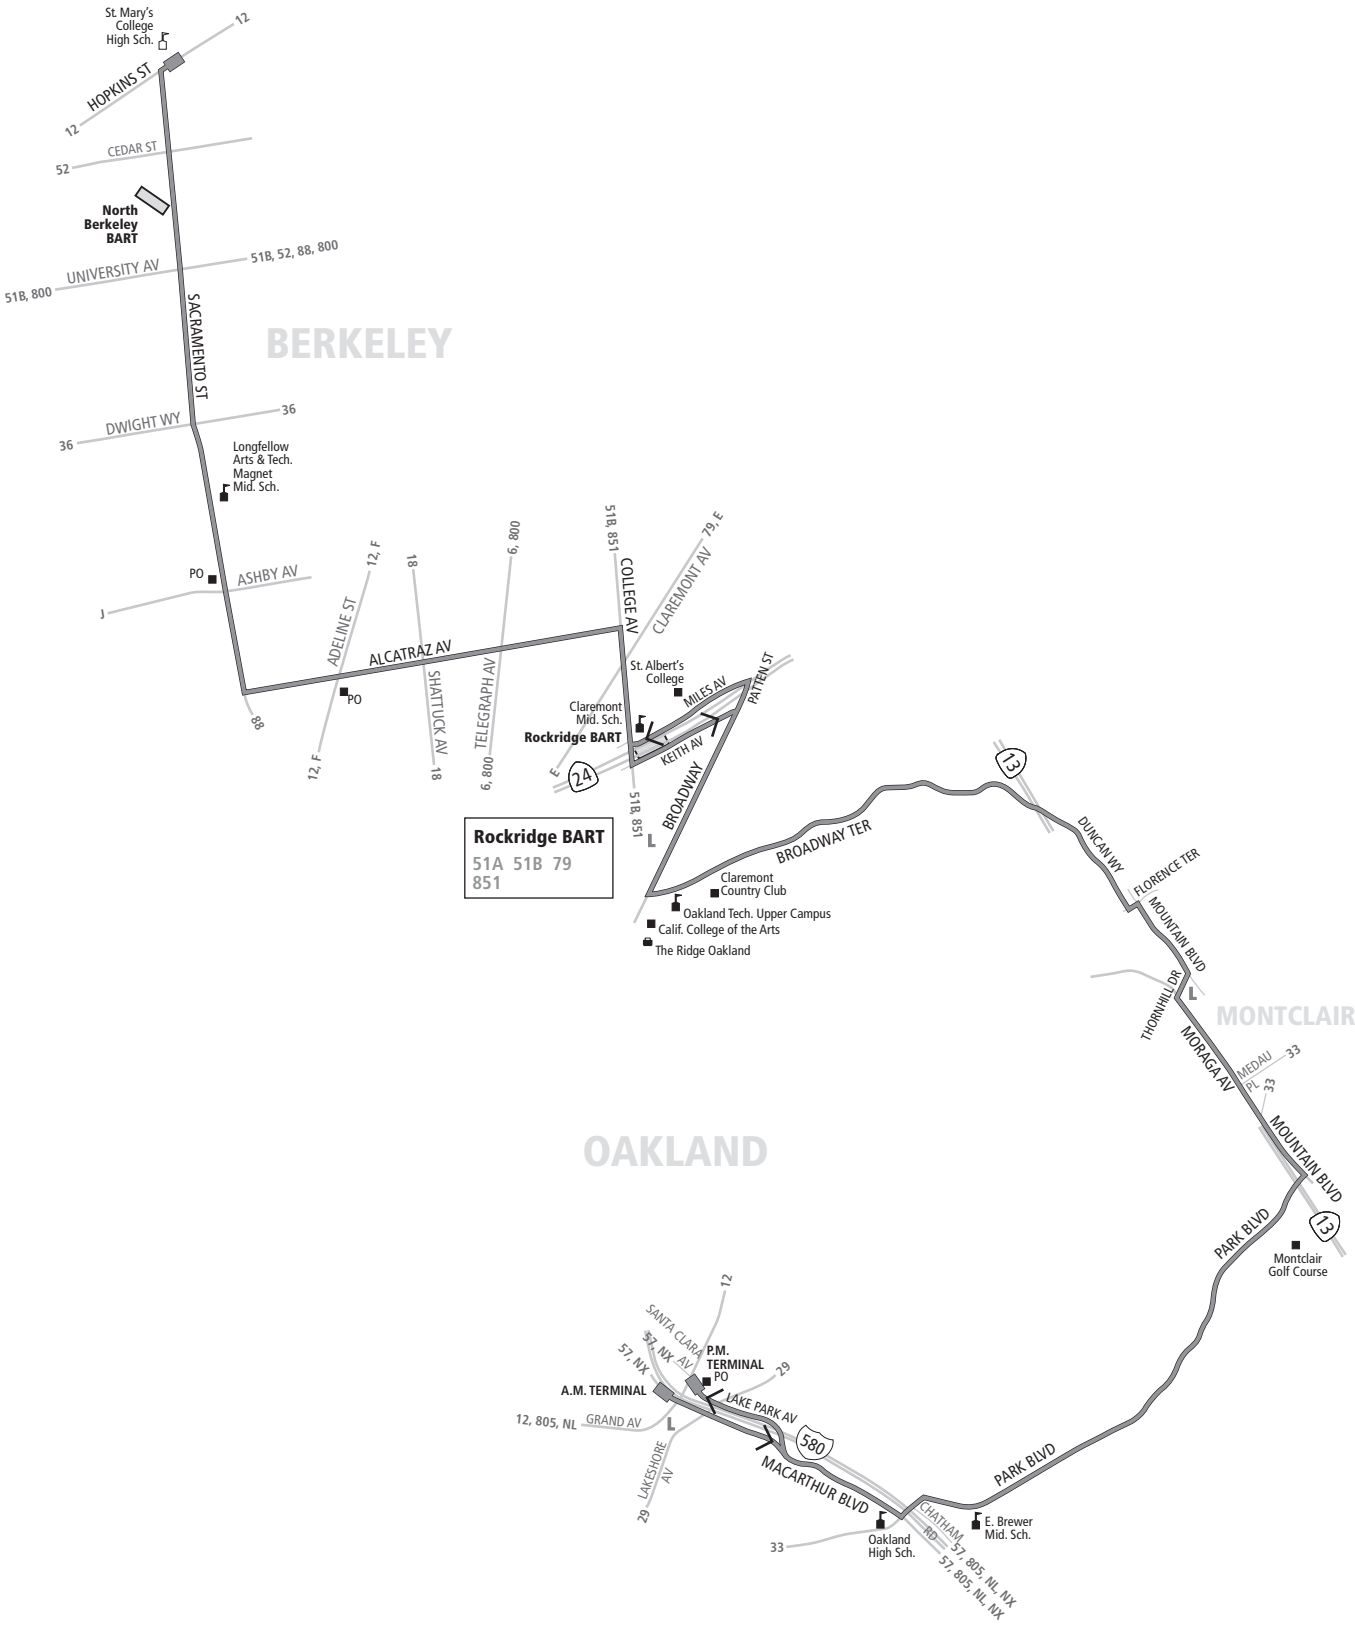 St. Mary's
College
High Sch.
12
HOPKINS ST
12
CEDAR ST
52
North
Berkeley
BART
51B, 52, 88, 800
UNIVERSITY AV
51B, 800
SACRAMENTO ST
BERKELEY
DWIGHT WY
36
36
Longfellow
Arts & Tech.
Magnet
Mid. Sch.
PO
ASHBY AV
J
12, F
18
6, 800
51B, 851
79, E
COLLEGE AV
CLAREMONT AV
ADELINE ST
ALCATRAZ AV
PO
88
SHATTUCK AV
TELEGRAPH AV
12, F
18
6, 800
St. Albert's
College
MILES AV
PATTEN ST
Claremont
Mid. Sch.
Rockridge BART
KEITH AV
E
24
51B, 851
BROADWAY
L
13
Rockridge BART
51A 51B 79
851
BROADWAY TER
DUNCAN WY
FLORENCE TER
Claremont
Country Club
Oakland Tech. Upper Campus
Calif. College of the Arts
The Ridge Oakland
MOUNTAIN BLVD
THORNHILL DR
L
MONTCLAIR
MORAGA AV
MEDAU
PL
33
33
OAKLAND
MOUNTAIN BLVD
13
PARK BLVD
Montclair
Golf Course
12
SANTA CLARA
AV
57, NX
57, NX
P.M.
TERMINAL
PO
29
A.M. TERMINAL
LAKE PARK AV
12, 805, NL
GRAND AV
L
580
LAKESHORE
AV
29
MACARTHUR BLVD
PARK BLVD
CHATHAM
RD
E. Brewer
Mid. Sch.
33
Oakland
High Sch.
57, 805, NL, NX
57, 805, NL, NX